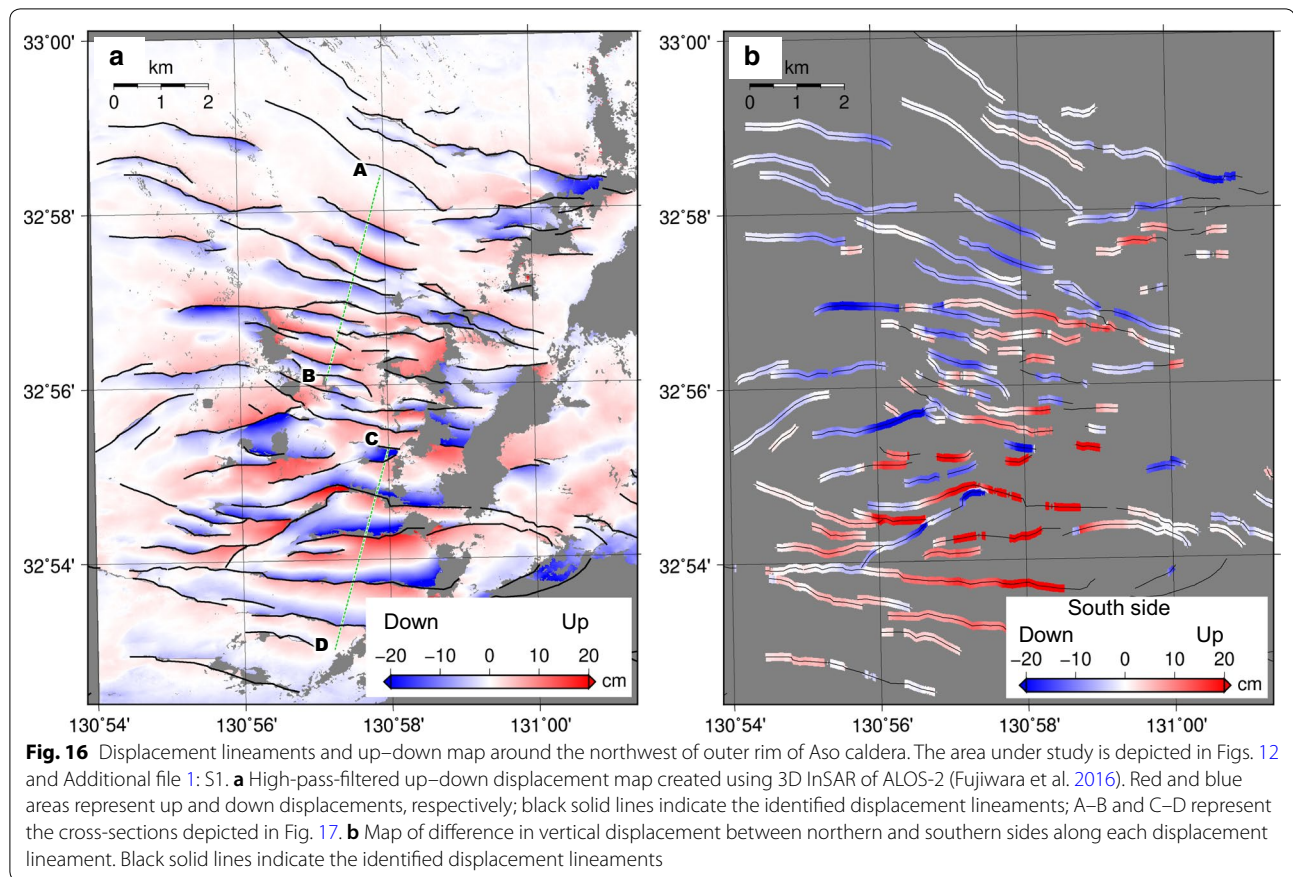 a
b
33°00'
km
0 1 2
km
0 1 2
A
32°58'
B
32°56'
C
32°54'
D
Down Up
−20 −10 0 10 20
cm
South side
Down Up
−20 −10 0 10 20
cm
130°54' 130°56' 130°58' 131°00'
130°54' 130°56' 130°58' 131°00'
33°00'
32°58'
32°56'
32°54'
Fig. 16 Displacement lineaments and up–down map around the northwest of outer rim of Aso caldera. The area under study is depicted in Figs. 12
and Additional file 1: S1. a High-pass-filtered up–down displacement map created using 3D InSAR of ALOS-2 (Fujiwara et al. 2016). Red and blue
areas represent up and down displacements, respectively; black solid lines indicate the identified displacement lineaments; A–B and C–D represent
the cross-sections depicted in Fig. 17. b Map of difference in vertical displacement between northern and southern sides along each displacement
lineament. Black solid lines indicate the identified displacement lineaments